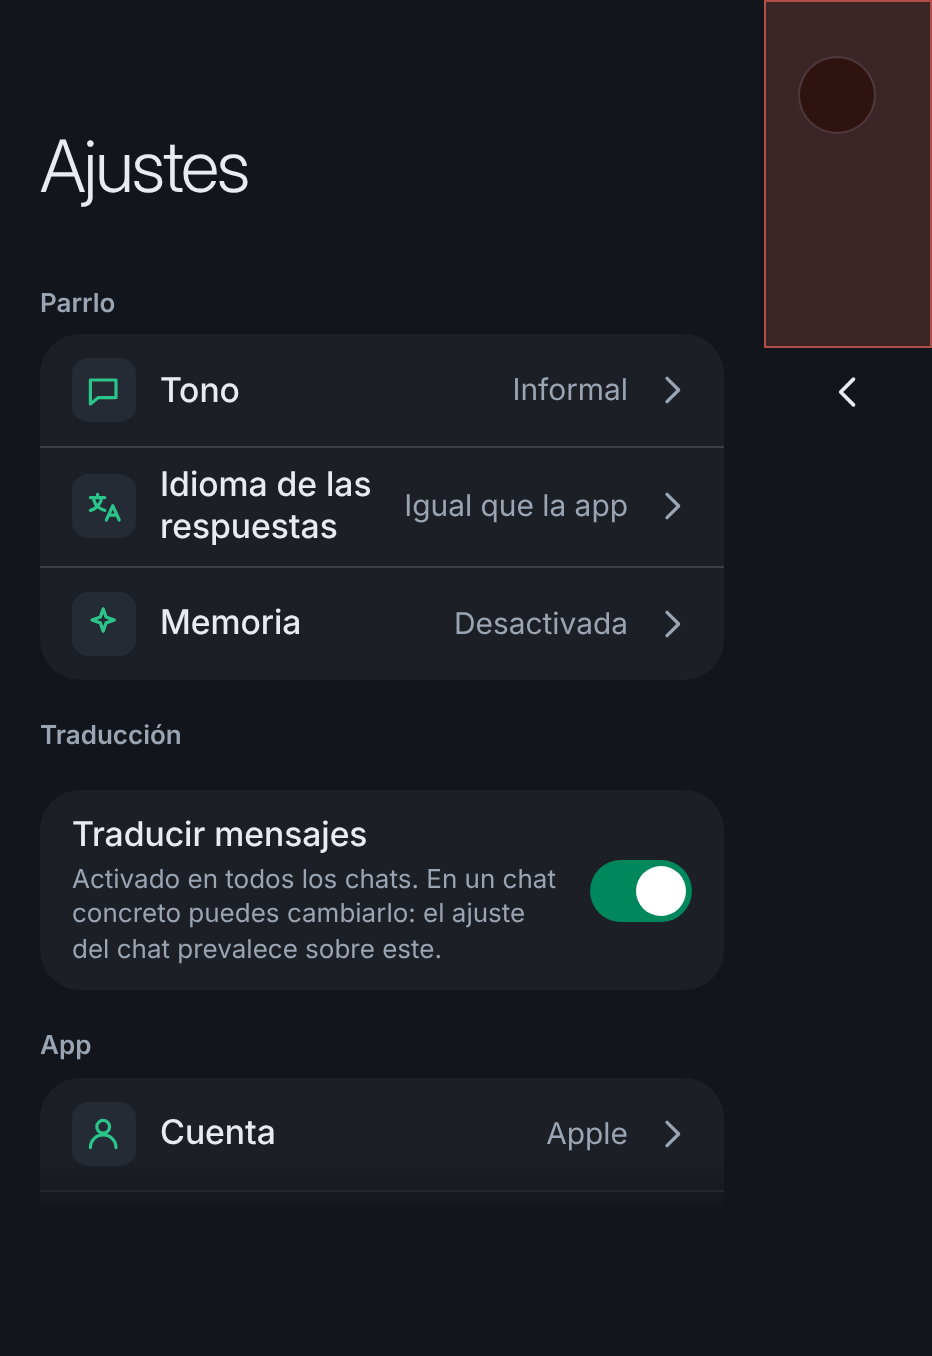 Ajustes
Parrlo
Tono
Informal
Idioma de las
respuestas
Igual que la app
Memoria
Desactivada
Traducción
Traducir mensajes
Activado en todos los chats. En un chat
concreto puedes cambiarlo: el ajuste
del chat prevalece sobre este.
App
Cuenta
Apple